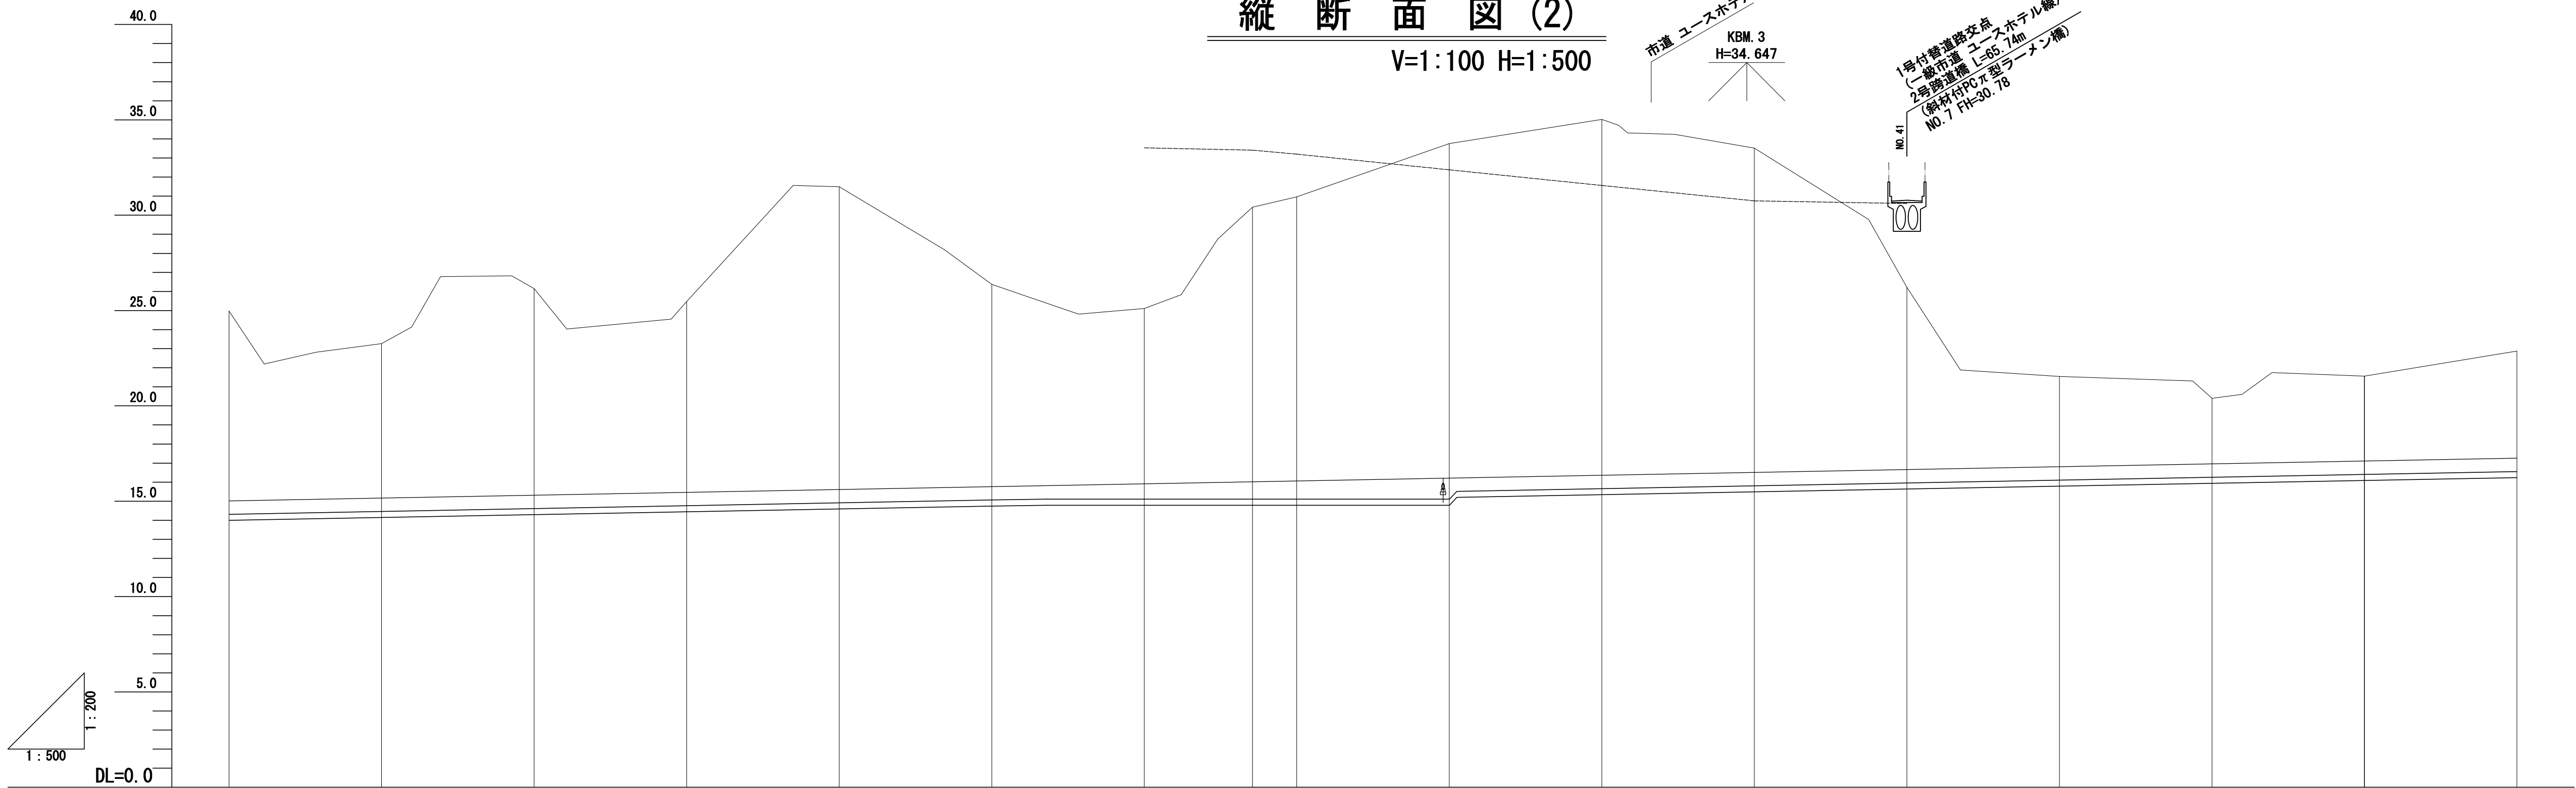 縦断面図(2)
V=1:100 H=1:500
40.0
35.0
30.0
25.0
20.0
15.0
10.0
5.0
DL=0.0
1:200
1:500
市道 ユースホテル
KBM.3
H=34.647
1号付替道路交点
(一級市道 ユースホテル線)
2号跨道橋 L=65.74m
(斜材付PCπ型ラーメン橋)
NO.7 FH=30.78
NO.41